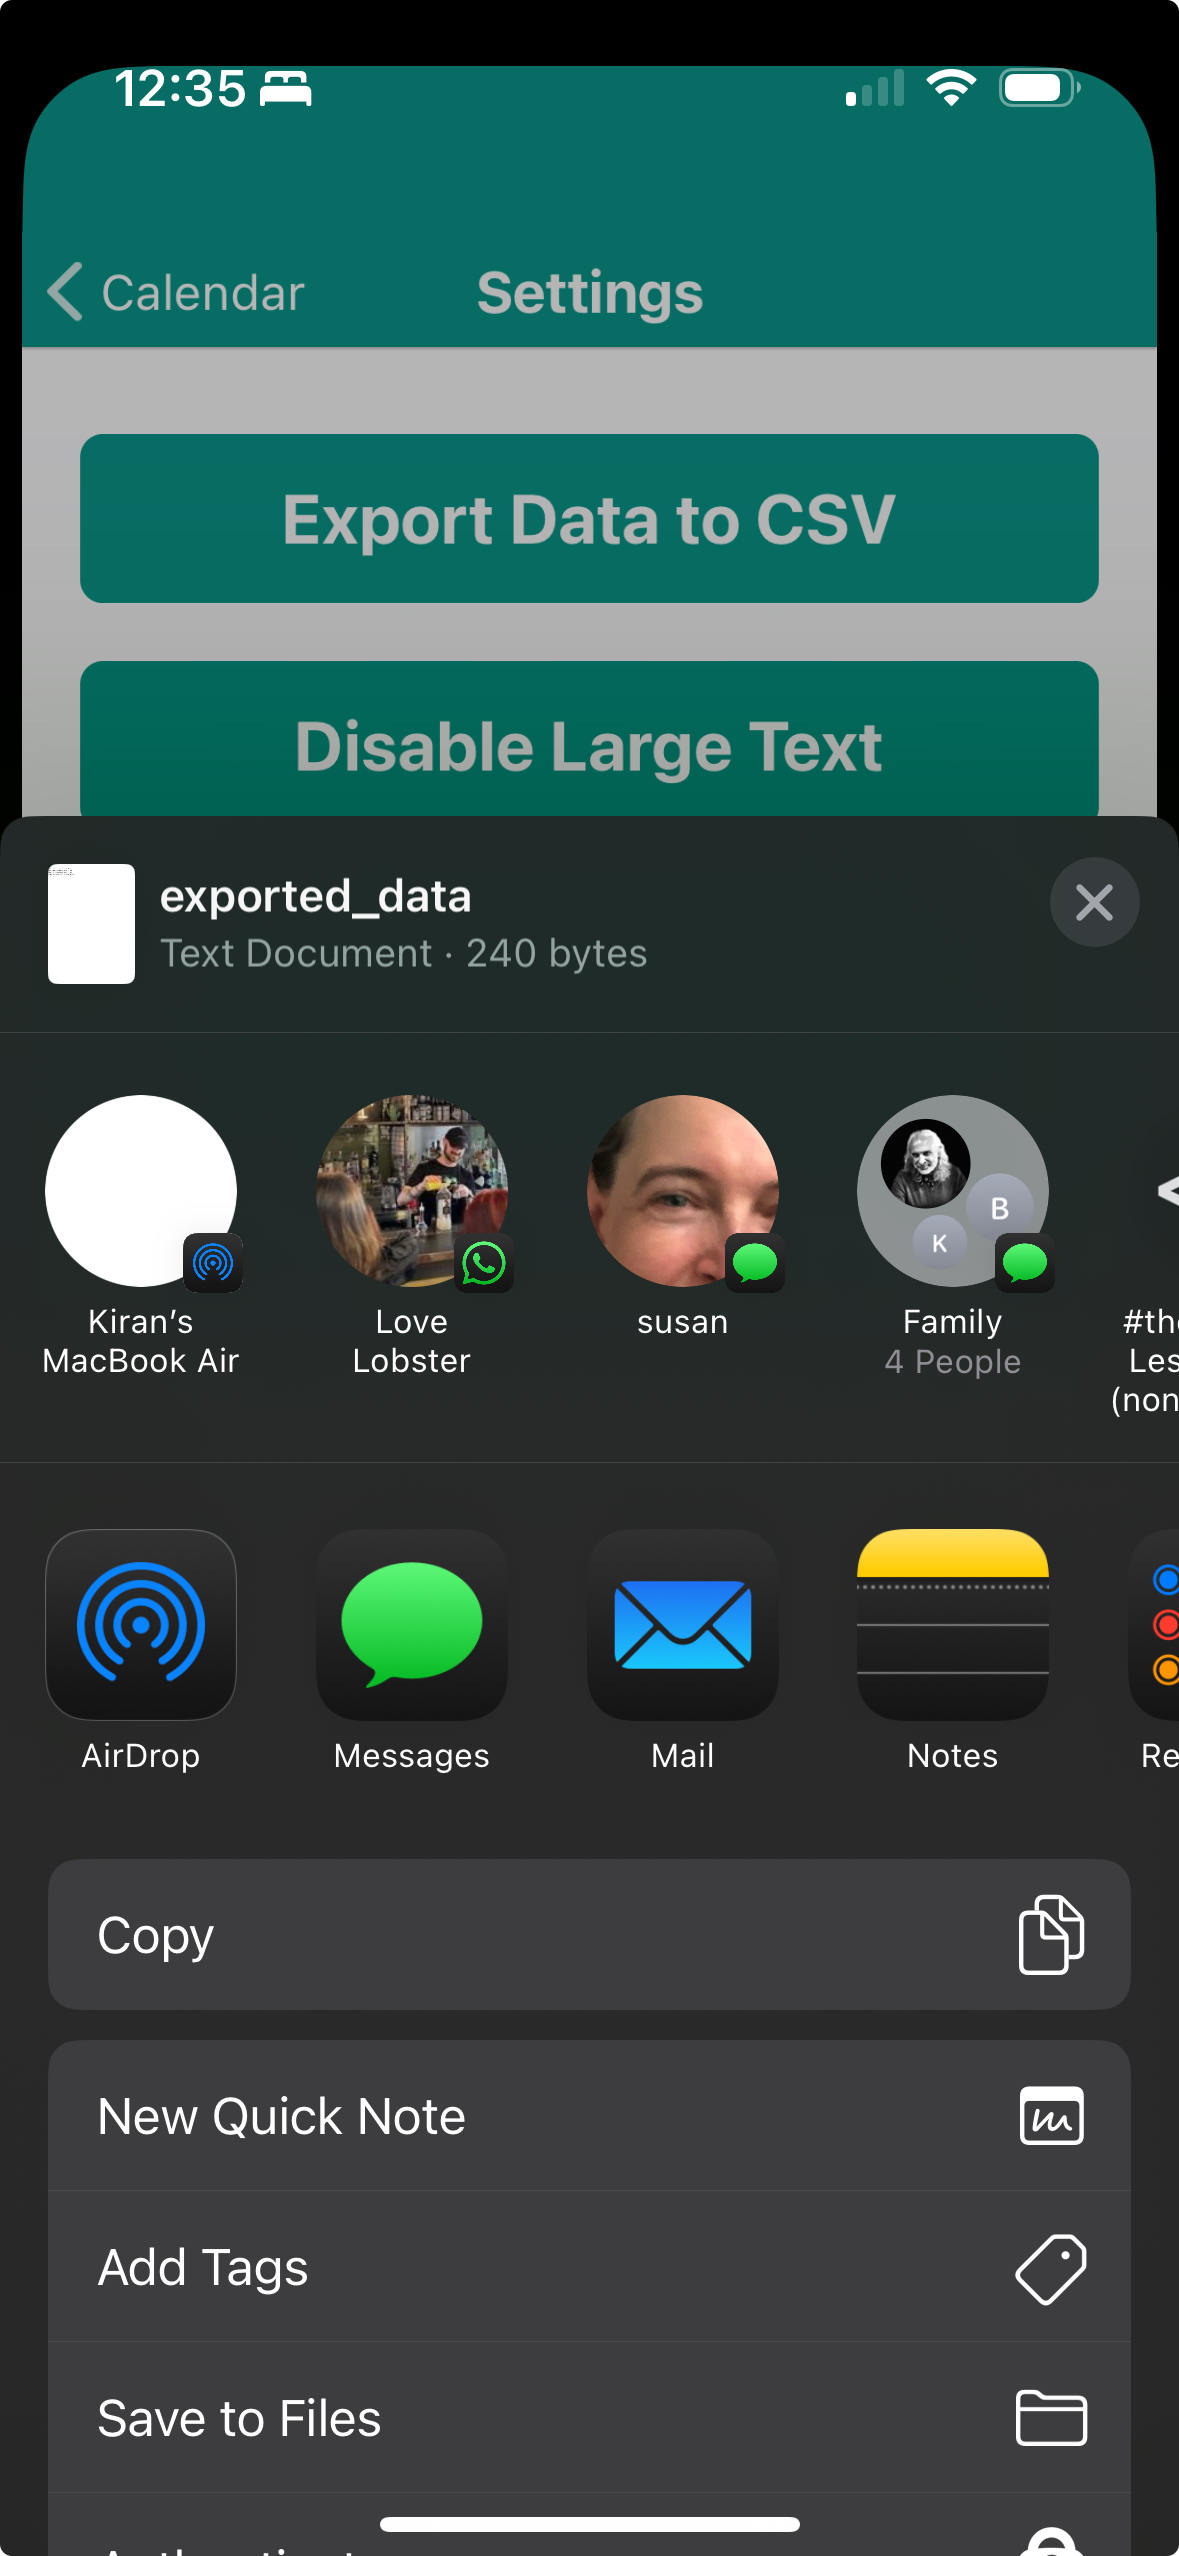 12:35
Calendar
Settings
Export Data to CSV
Disable Large Text
exported_data
Text Document · 240 bytes
B
K
Kiran’s
MacBook Air
Love
Lobster
susan
Family
4 People
#the
Les
(non
AirDrop
Messages
Mail
Notes
Re
Copy
New Quick Note
Add Tags
Save to Files